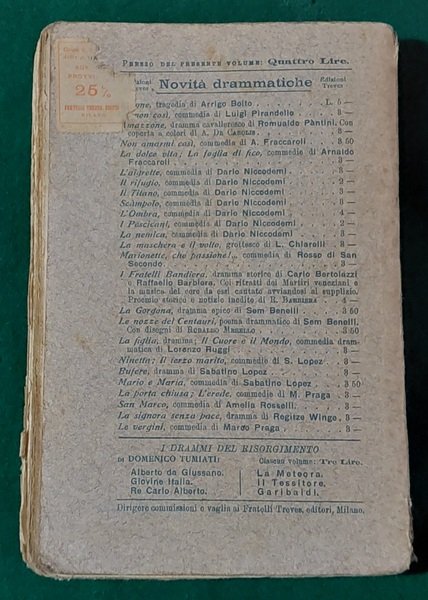 PREZZO DEL PRESENTE VOLUME: Quattro Lire.
25%
FRATELLI TREVES, EDITORI
MILANO
Edizioni Treves
Novità drammatiche
Edizioni Treves
tragedia di Arrigo Boito . . . . . . . L. 5 —
non così, commedia di Luigi Pirandello . . . . . 3 —
dramma cavalleresco di Romualdo Pàntini. Con
coperta a colori di A. DA CAROLIS . . . . . . . 3 —
Non amarmi così, commedia di A. Fraccaroli . . 3 50
La dolce vita; La foglia di fico, commedie di Arnaldo
Fraccaroli . . . . . . . 3 —
L'aigrette, commedia di Dario Niccodemi . . . . . 3 —
Il rifugio, commedia di Dario Niccodemi . . . . . 2 —
Il Titano, commedia di Dario Niccodemi . . . . . 3 —
Scampolo, commedia di Dario Niccodemi . . . . . 3 —
L'Ombra, commedia di Dario Niccodemi . . . . . 4 —
I Pescicani, commedia di Dario Niccodemi . . . . 2 —
La nemica, commedia di Dario Niccodemi . . . . . 3 —
La maschera e il volto, grottesco di L. Chiarelli . 3 —
Marionette, che passione!... commedia di Rosso di San
Secondo . . . . . . . 3 —
I Fratelli Bandiera, dramma storico di Carlo Bertolazzi
e Raffaello Barbiera. Coi ritratti dei Martiri veneziani e
la musica del coro da essi cantato avviandosi al supplizio.
Proemio storico e notizie inedite di R. BARBIERA . 4 —
La Gorgona, dramma epico di Sem Benelli . . . . 3 50
Le nozze dei Centauri, poema drammatico di Sem Benelli.
Con disegni di ROBALDO MERELLO . . . . . . . 3 50
La figlia, dramma; Il Cuore e il Mondo, commedia dram-
matica di Lorenzo Ruggi . . . . . . . 3 —
Ninetta; Il terzo marito, commedie di S. Lopez . . 3 —
Bufere, dramma di Sabatino Lopez . . . . . . . 3 —
Mario e Maria, commedia di Sabatino Lopez . . . 3 50
La porta chiusa; L'erede, commedie di M. Praga . 3 —
San Marco, commedia di Amelia Rosselli . . . . . 3 —
La signora senza pace, dramma di Regitze Winge . 3 —
Le vergini, commedia di Marco Praga . . . . . . 3 —
I DRAMMI DEL RISORGIMENTO
DI DOMENICO TUMIATI: Ciascun volume: Tre Lire.
Alberto da Giussano. La Meteora.
Giovine Italia. Il Tessitore.
Re Carlo Alberto. Garibaldi.
Dirigere commissioni e vaglia ai Fratelli Treves, editori, Milano.